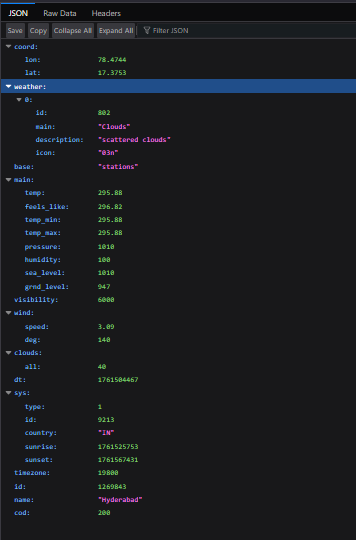 JSON Raw Data Headers
Save Copy Collapse All Expand All Filter JSON
coord:
lon: 78.4744
lat: 17.3753
weather:
0:
id: 802
main: "Clouds"
description: "scattered clouds"
icon: "03n"
base: "stations"
main:
temp: 295.88
feels_like: 296.82
temp_min: 295.88
temp_max: 295.88
pressure: 1010
humidity: 100
sea_level: 1010
grnd_level: 947
visibility: 6000
wind:
speed: 3.09
deg: 140
clouds:
all: 40
dt: 1761504467
sys:
type: 1
id: 9213
country: "IN"
sunrise: 1761525753
sunset: 1761567431
timezone: 19800
id: 1269843
name: "Hyderabad"
cod: 200